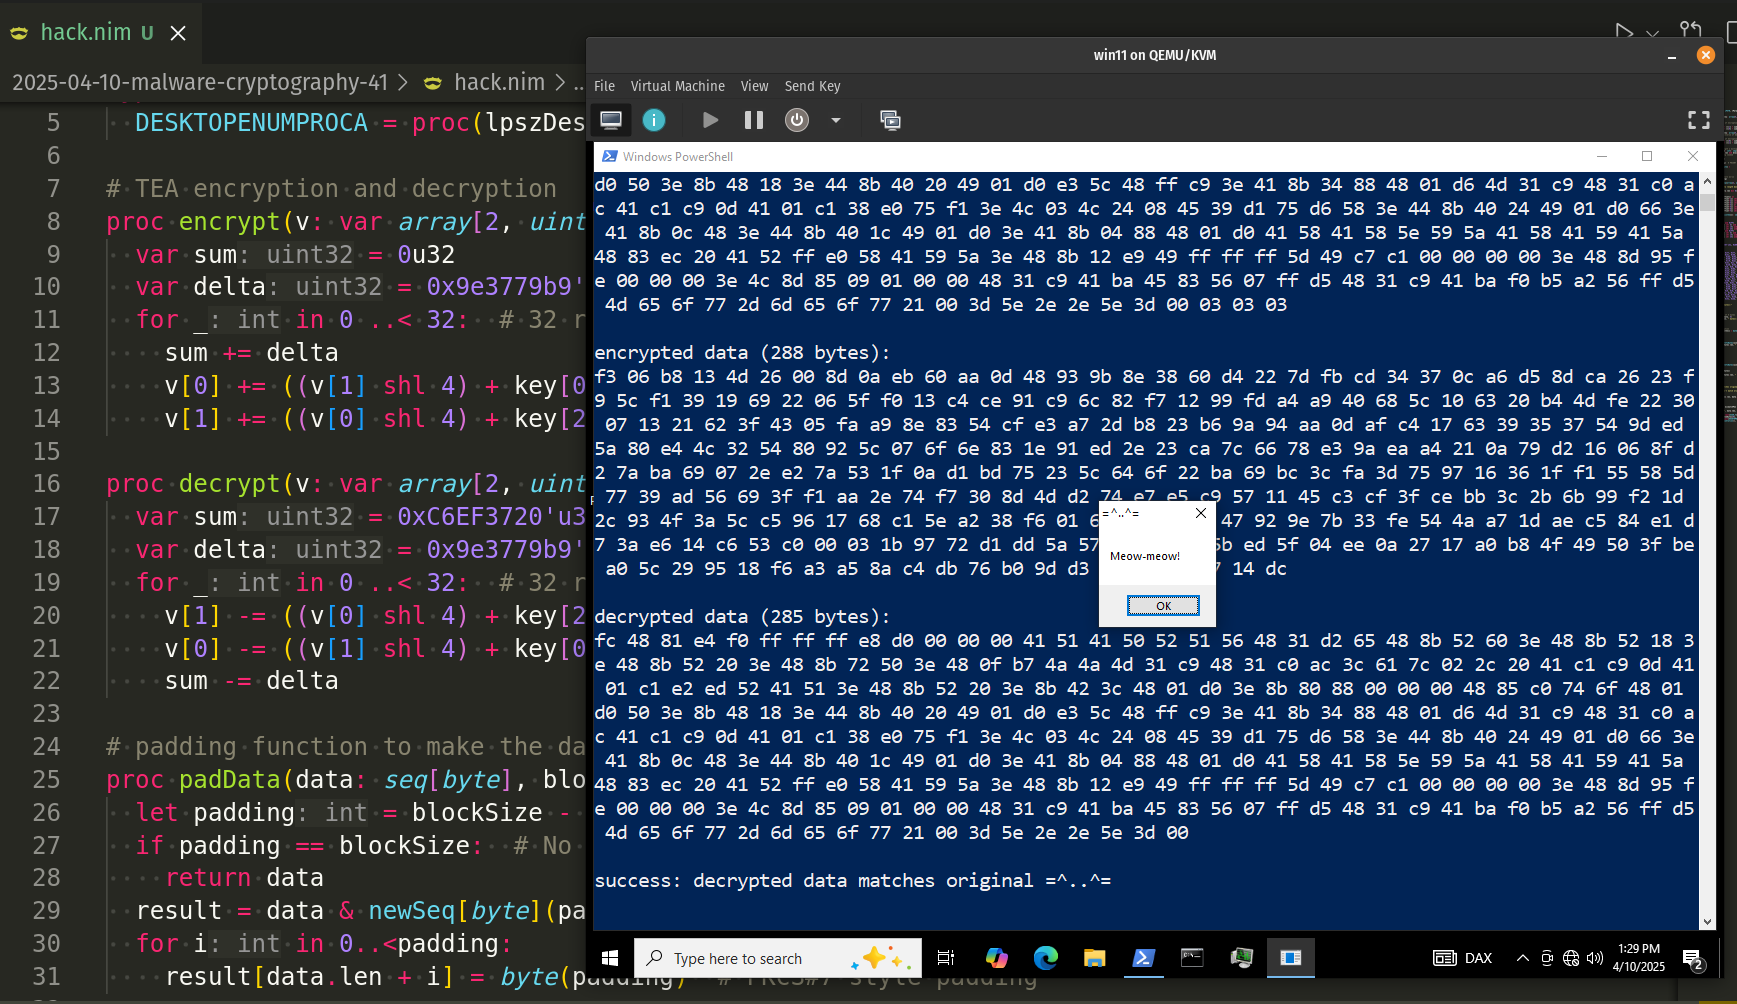 hack.nim U
2025-04-10-malware-cryptography-41 > hack.nim > ..
5 DESKTOPENUMPROCA = proc(lpszDes
6
7 # TEA encryption and decryption
8 proc encrypt(v: var array[2, uint
9 var sum: uint32 = 0u32
10 var delta: uint32 = 0x9e3779b9'
11 for _: int in 0 ..< 32: # 32 r
12 sum += delta
13 v[0] += ((v[1] shl 4) + key[0
14 v[1] += ((v[0] shl 4) + key[2
15
16 proc decrypt(v: var array[2, uint
17 var sum: uint32 = 0xC6EF3720'u3
18 var delta: uint32 = 0x9e3779b9'
19 for _: int in 0 ..< 32: # 32 r
20 v[1] -= ((v[0] shl 4) + key[2
21 v[0] -= ((v[1] shl 4) + key[0
22 sum -= delta
23
24 # padding function to make the da
25 proc padData(data: seq[byte], blo
26 let padding: int = blockSize -
27 if padding == blockSize: # No
28 return data
29 result = data & newSeq[byte](pa
30 for i: int in 0..<padding:
31 result[data.len + i] = byte(padding) # PKCS#7 style padding
win11 on QEMU/KVM
File Virtual Machine View Send Key
Windows PowerShell
d0 50 3e 8b 48 18 3e 44 8b 40 20 49 01 d0 e3 5c 48 ff c9 3e 41 8b 34 88 48 01 d6 4d 31 c9 48 31 c0 a
c 41 c1 c9 0d 41 01 c1 38 e0 75 f1 3e 4c 03 4c 24 08 45 39 d1 75 d6 58 3e 44 8b 40 24 49 01 d0 66 3e
41 8b 0c 48 3e 44 8b 40 1c 49 01 d0 3e 41 8b 04 88 48 01 d0 41 58 41 58 5e 59 5a 41 58 41 59 41 5a
48 83 ec 20 41 52 ff e0 58 41 59 5a 3e 48 8b 12 e9 49 ff ff ff 5d 49 c7 c1 00 00 00 00 3e 48 8d 95 f
e 00 00 00 3e 4c 8d 85 09 01 00 00 48 31 c9 41 ba 45 83 56 07 ff d5 48 31 c9 41 ba f0 b5 a2 56 ff d5
4d 65 6f 77 2d 6d 65 6f 77 21 00 3d 5e 2e 2e 5e 3d 00 03 03 03
encrypted data (288 bytes):
f3 06 b8 13 4d 26 00 8d 0a eb 60 aa 0d 48 93 9b 8e 38 60 d4 22 7d fb cd 34 37 0c a6 d5 8d ca 26 23 f
9 5c f1 39 19 69 22 06 5f f0 13 c4 ce 91 c9 6c 82 f7 12 99 fd a4 a9 40 68 5c 10 63 20 b4 4d fe 22 30
07 13 21 62 3f 43 05 fa a9 8e 83 54 cf e3 a7 2d b8 23 b6 9a 94 aa 0d af c4 17 63 39 35 37 54 9d ed
5a 80 e4 4c 32 54 80 92 5c 07 6f 6e 83 1e 91 ed 2e 23 ca 7c 66 78 e3 9a ea a4 21 0a 79 d2 16 06 8f d
2 7a ba 69 07 2e e2 7a 53 1f 0a d1 bd 75 23 5c 64 6f 22 ba 69 bc 3c fa 3d 75 97 16 36 1f f1 55 58 5d
77 39 ad 56 69 3f f1 aa 2e 74 f7 30 8d 4d d2 74 e7 e5 c9 57 11 45 c3 cf 3f ce bb 3c 2b 6b 99 f2 1d
2c 93 4f 3a 5c c5 96 17 68 c1 5e a2 38 f6 01 6 47 92 9e 7b 33 fe 54 4a a7 1d ae c5 84 e1 d
7 3a e6 14 c6 53 c0 00 03 1b 97 72 d1 dd 5a 57 5b ed 5f 04 ee 0a 27 17 a0 b8 4f 49 50 3f be
a0 5c 29 95 18 f6 a3 a5 8a c4 db 76 b0 9d d3 14 dc
=^..^=
Meow-meow!
OK
decrypted data (285 bytes):
fc 48 81 e4 f0 ff ff ff e8 d0 00 00 00 41 51 41 50 52 51 56 48 31 d2 65 48 8b 52 60 3e 48 8b 52 18 3
e 48 8b 52 20 3e 48 8b 72 50 3e 48 0f b7 4a 4a 4d 31 c9 48 31 c0 ac 3c 61 7c 02 2c 20 41 c1 c9 0d 41
01 c1 e2 ed 52 41 51 3e 48 8b 52 20 3e 8b 42 3c 48 01 d0 3e 8b 80 88 00 00 00 48 85 c0 74 6f 48 01
d0 50 3e 8b 48 18 3e 44 8b 40 20 49 01 d0 e3 5c 48 ff c9 3e 41 8b 34 88 48 01 d6 4d 31 c9 48 31 c0 a
c 41 c1 c9 0d 41 01 c1 38 e0 75 f1 3e 4c 03 4c 24 08 45 39 d1 75 d6 58 3e 44 8b 40 24 49 01 d0 66 3e
41 8b 0c 48 3e 44 8b 40 1c 49 01 d0 3e 41 8b 04 88 48 01 d0 41 58 41 58 5e 59 5a 41 58 41 59 41 5a
48 83 ec 20 41 52 ff e0 58 41 59 5a 3e 48 8b 12 e9 49 ff ff ff 5d 49 c7 c1 00 00 00 00 3e 48 8d 95 f
e 00 00 00 3e 4c 8d 85 09 01 00 00 48 31 c9 41 ba 45 83 56 07 ff d5 48 31 c9 41 ba f0 b5 a2 56 ff d5
4d 65 6f 77 2d 6d 65 6f 77 21 00 3d 5e 2e 2e 5e 3d 00
success: decrypted data matches original =^..^=
Type here to search
DAX
1:29 PM
4/10/2025
2